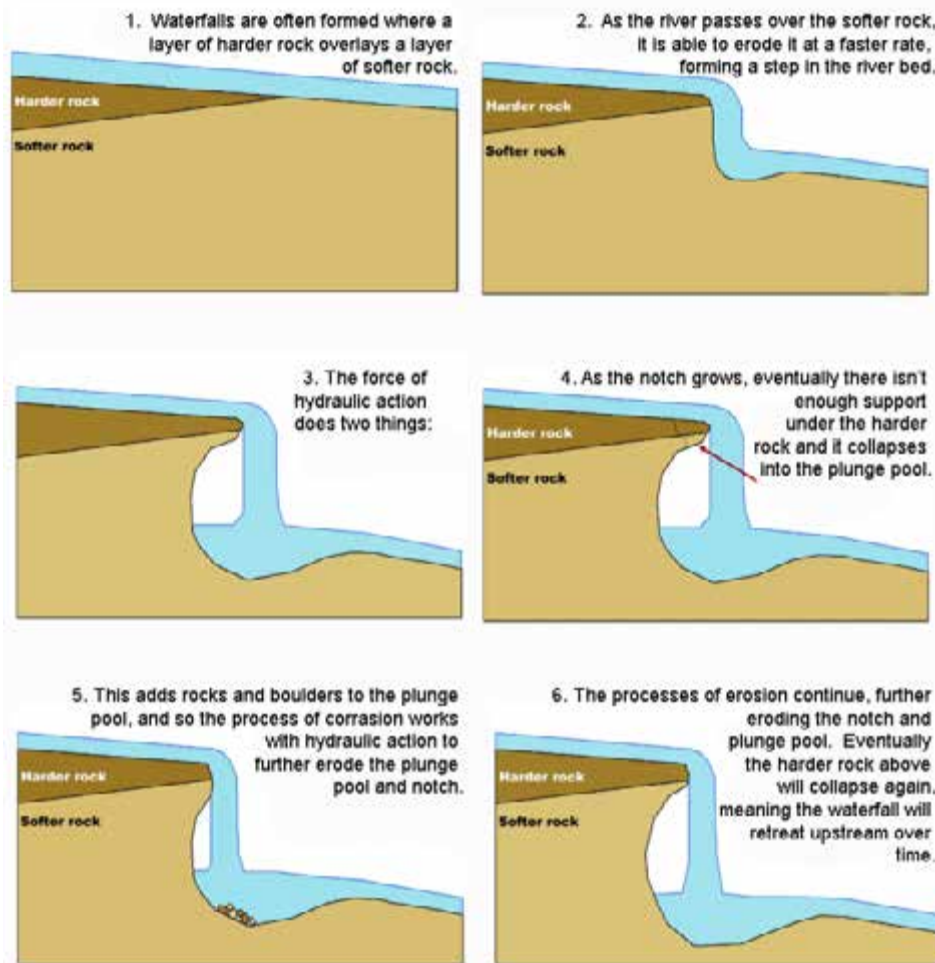 1. Waterfalls are often formed where a
layer of harder rock overlays a layer
of softer rock.
Harder rock
Softer rock
2. As the river passes over the softer rock,
it is able to erode it at a faster rate,
forming a step in the river bed.
Harder rock
Softer rock
3. The force of
hydraulic action
does two things:
Harder rock
Softer rock
4. As the notch grows, eventually there isn't
enough support
under the harder
rock and it collapses
into the plunge pool.
Harder rock
Softer rock
5. This adds rocks and boulders to the plunge
pool, and so the process of corrasion works
with hydraulic action to
further erode the plunge
pool and notch.
Harder rock
Softer rock
6. The processes of erosion continue, further
eroding the notch and
plunge pool. Eventually
the harder rock above
will collapse again,
meaning the waterfall will
retreat upstream over
time.
Harder rock
Softer rock